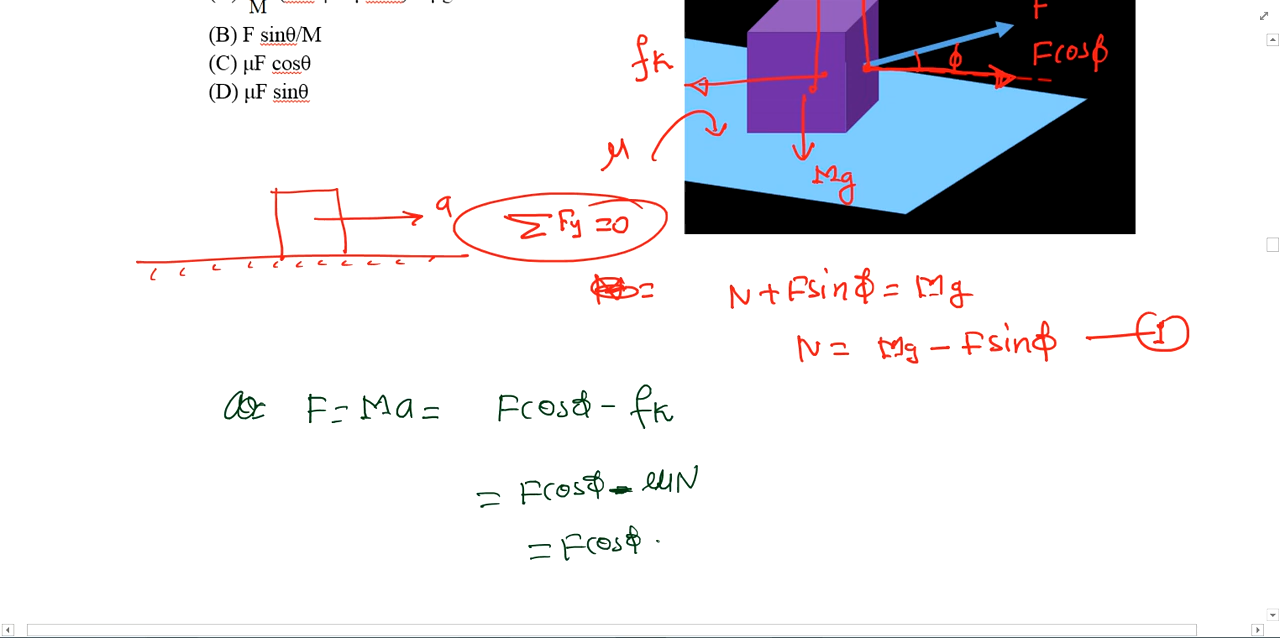 M
(B) F sinθ/M
(C) μF cosθ
(D) μF sinθ
F
Fcosϕ
ϕ
fk
μ
Mg
a
ΣFy=0
=
N+Fsinϕ=Mg
N= Mg-Fsinϕ — I
F=Ma= Fcosϕ-fk
=Fcosϕ-μN
=Fcosϕ